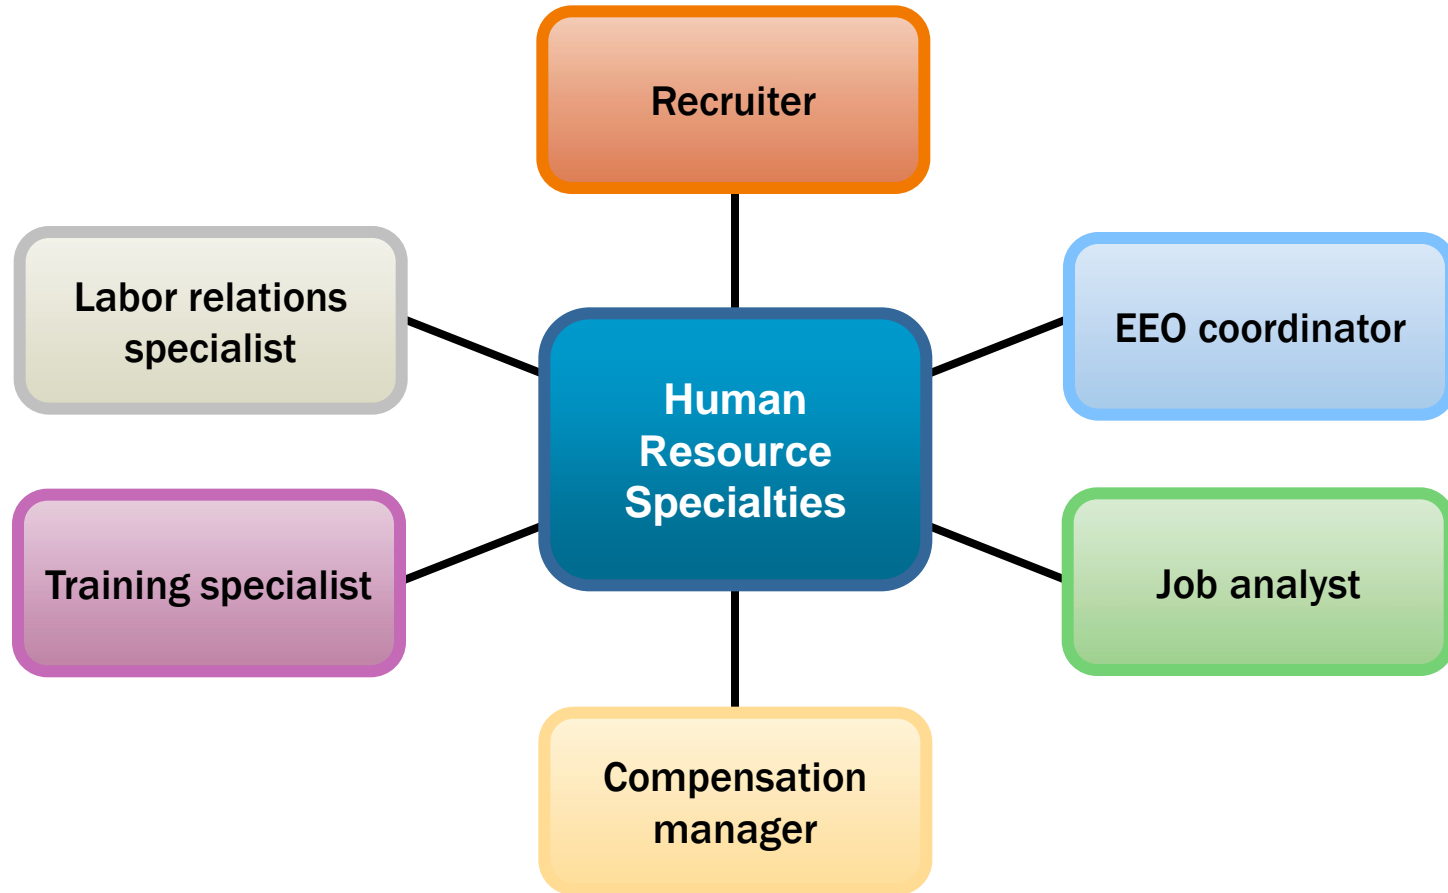 Recruiter
Labor relations
specialist
EEO coordinator
Human
Resource
Specialties
Training specialist
Job analyst
Compensation
manager